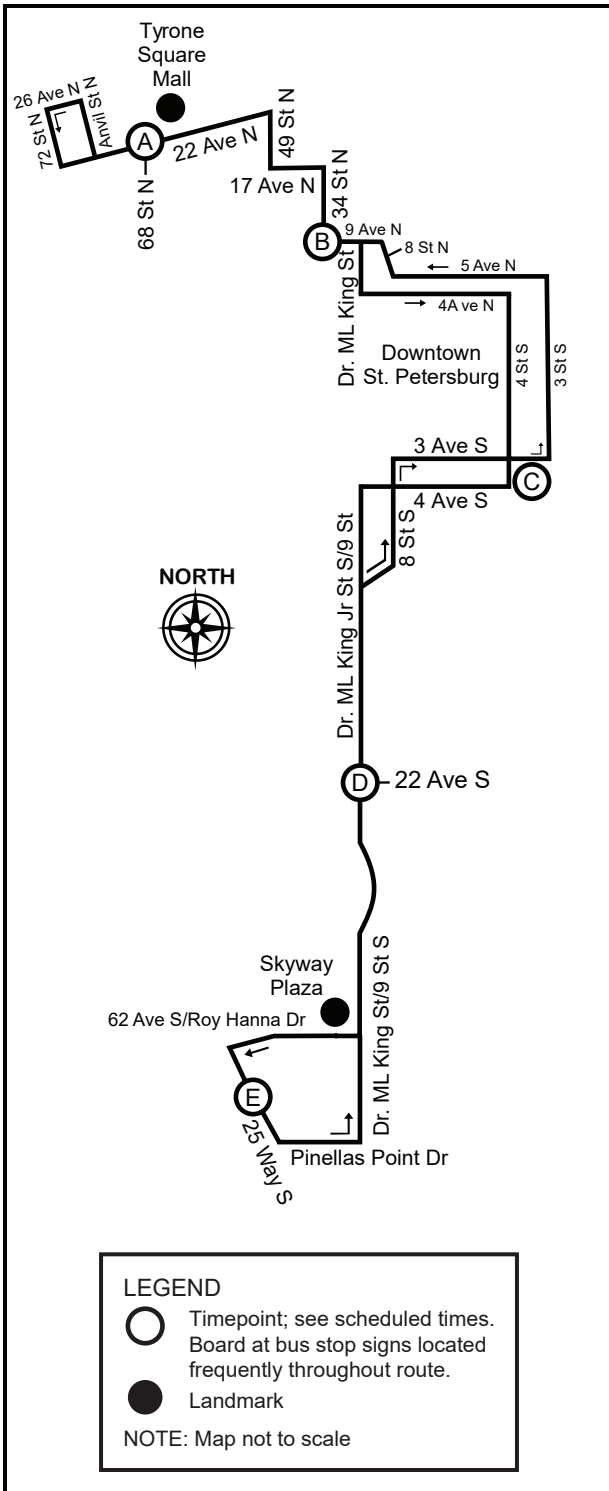 Tyrone
Square
Mall
26 Ave N
Anvil St N
72 St N
A
22 Ave N
49 St N
68 St N
17 Ave N
34 St N
B
9 Ave N
8 St N
5 Ave N
Dr. ML King St
4A ve N
Downtown
St. Petersburg
4 St S
3 St S
3 Ave S
C
4 Ave S
8 St S
Dr. ML King Jr St S/9 St
NORTH
D
22 Ave S
Skyway
Plaza
62 Ave S/Roy Hanna Dr
Dr. ML King St/9 St S
E
25 Way S
Pinellas Point Dr
LEGEND
Timepoint; see scheduled times.
Board at bus stop signs located
frequently throughout route.
Landmark
NOTE: Map not to scale